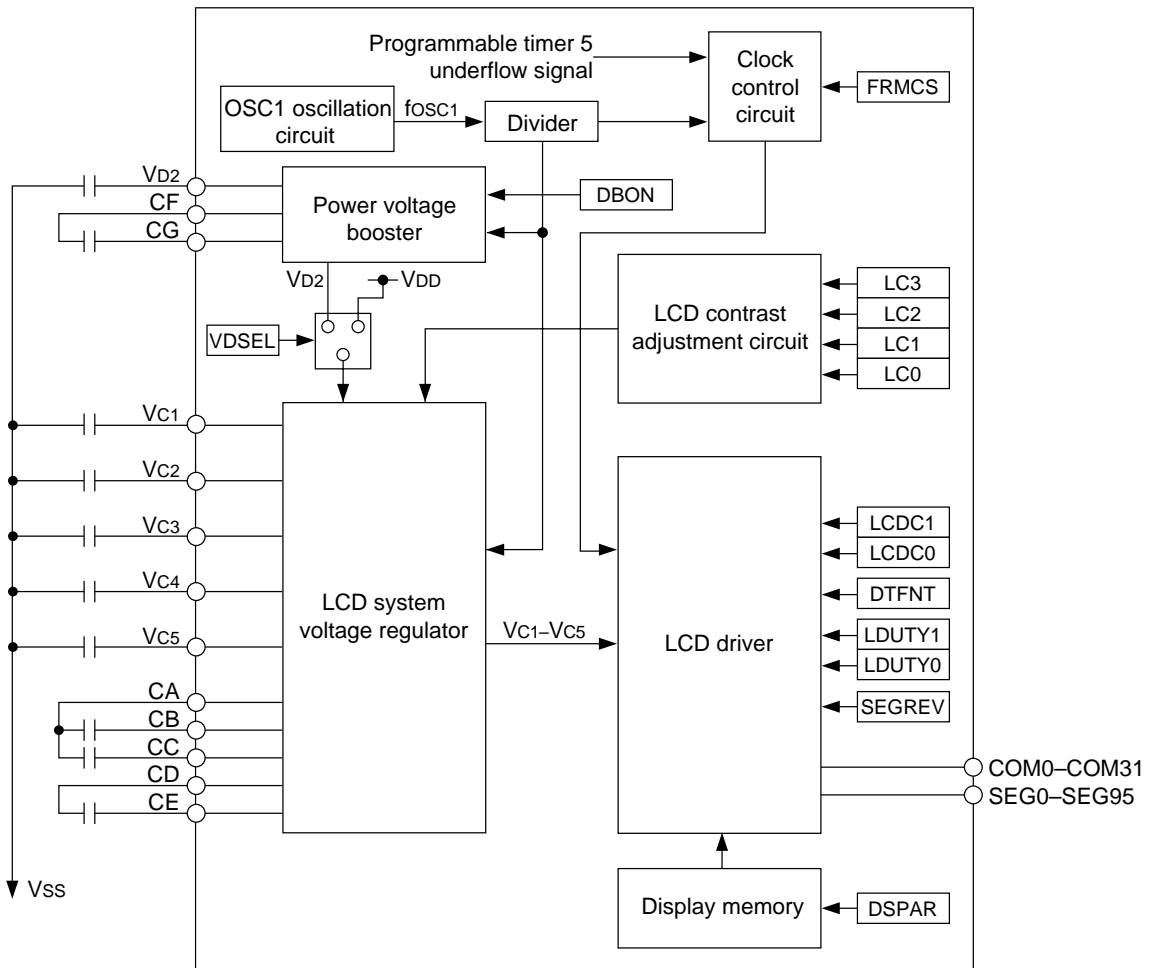 Programmable timer 5
underflow signal
Clock
control
circuit
FRMCS
OSC1 oscillation
circuit
fOSC1
Divider
VD2
CF
CG
Power voltage
booster
DBON
VD2
VDD
VDSEL
LCD contrast
adjustment circuit
LC3
LC2
LC1
LC0
VC1
VC2
VC3
VC4
VC5
CA
CB
CC
CD
CE
LCD system
voltage regulator
VC1–VC5
LCD driver
LCDC1
LCDC0
DTFNT
LDUTY1
LDUTY0
SEGREV
COM0–COM31
SEG0–SEG95
VSS
Display memory
DSPAR